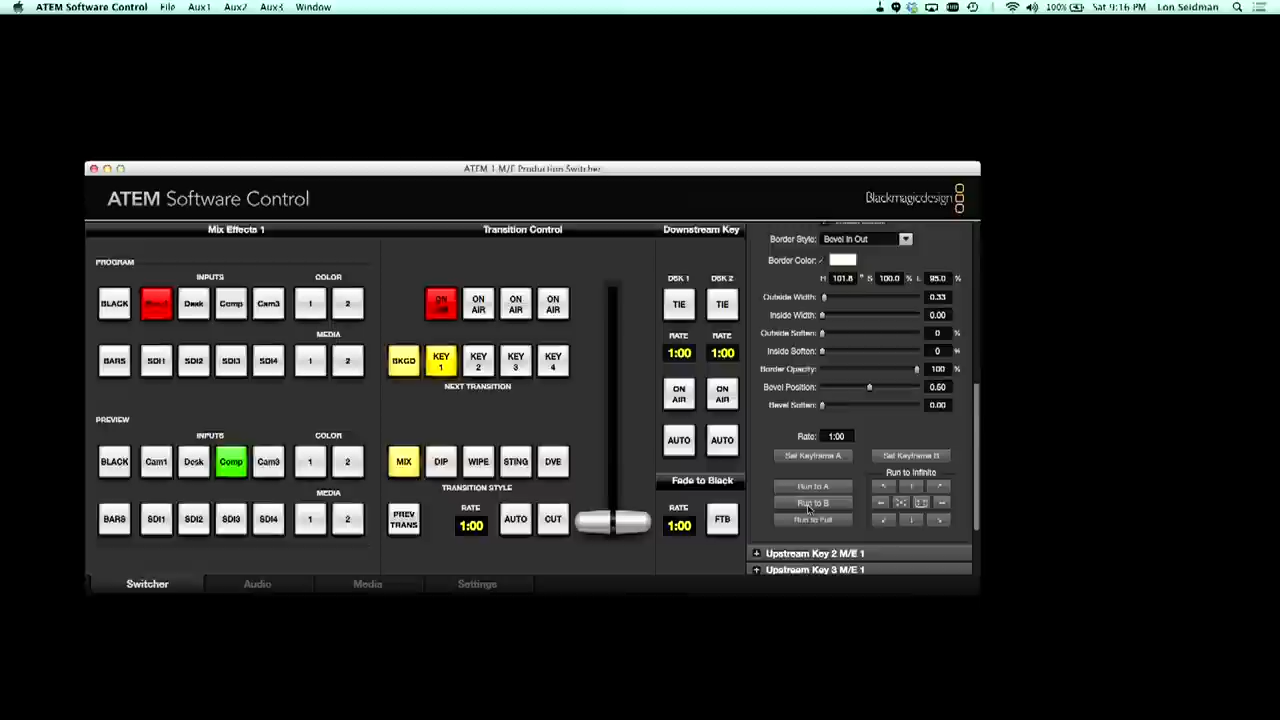 ATEM Software Control File Aux1 Aux2 Aux3 Window 100% Sat 9:16 PM Lon Seidman
ATEM 1 M/E Production Switcher
ATEM Software Control Blackmagicdesign
Mix Effects 1 Transition Control Downstream Key
PROGRAM
INPUTS COLOR
BLACK Desk Comp Cam3 1 2
MEDIA
BARS SDI1 SDI2 SDI3 SDI4 1 2
PREVIEW
INPUTS COLOR
BLACK Cam1 Desk Comp Cam3 1 2
MEDIA
BARS SDI1 SDI2 SDI3 SDI4 1 2
ON AIR ON AIR ON AIR ON AIR
BKGD KEY 1 KEY 2 KEY 3 KEY 4
NEXT TRANSITION
MIX DIP WIPE STING DVE
TRANSITION STYLE
PREV TRANS RATE 1:00 AUTO CUT
DSK 1 DSK 2
TIE TIE
RATE RATE
1:00 1:00
ON AIR ON AIR
AUTO AUTO
Fade to Black
RATE
1:00 FTB
Border Style: Bevel In Out
Border Color:
H 101.8 ° S 100.0 % L 95.0 %
Outside Width: 0.33
Inside Width: 0.00
Outside Soften: 0 %
Inside Soften: 0 %
Border Opacity: 100 %
Bevel Position: 0.50
Bevel Soften: 0.00
Rate: 1:00
Set Keyframe A Set Keyframe B
Run to Infinite
Run to A
Run to B
Run to Full
Upstream Key 2 M/E 1
Upstream Key 3 M/E 1
Switcher Audio Media Settings